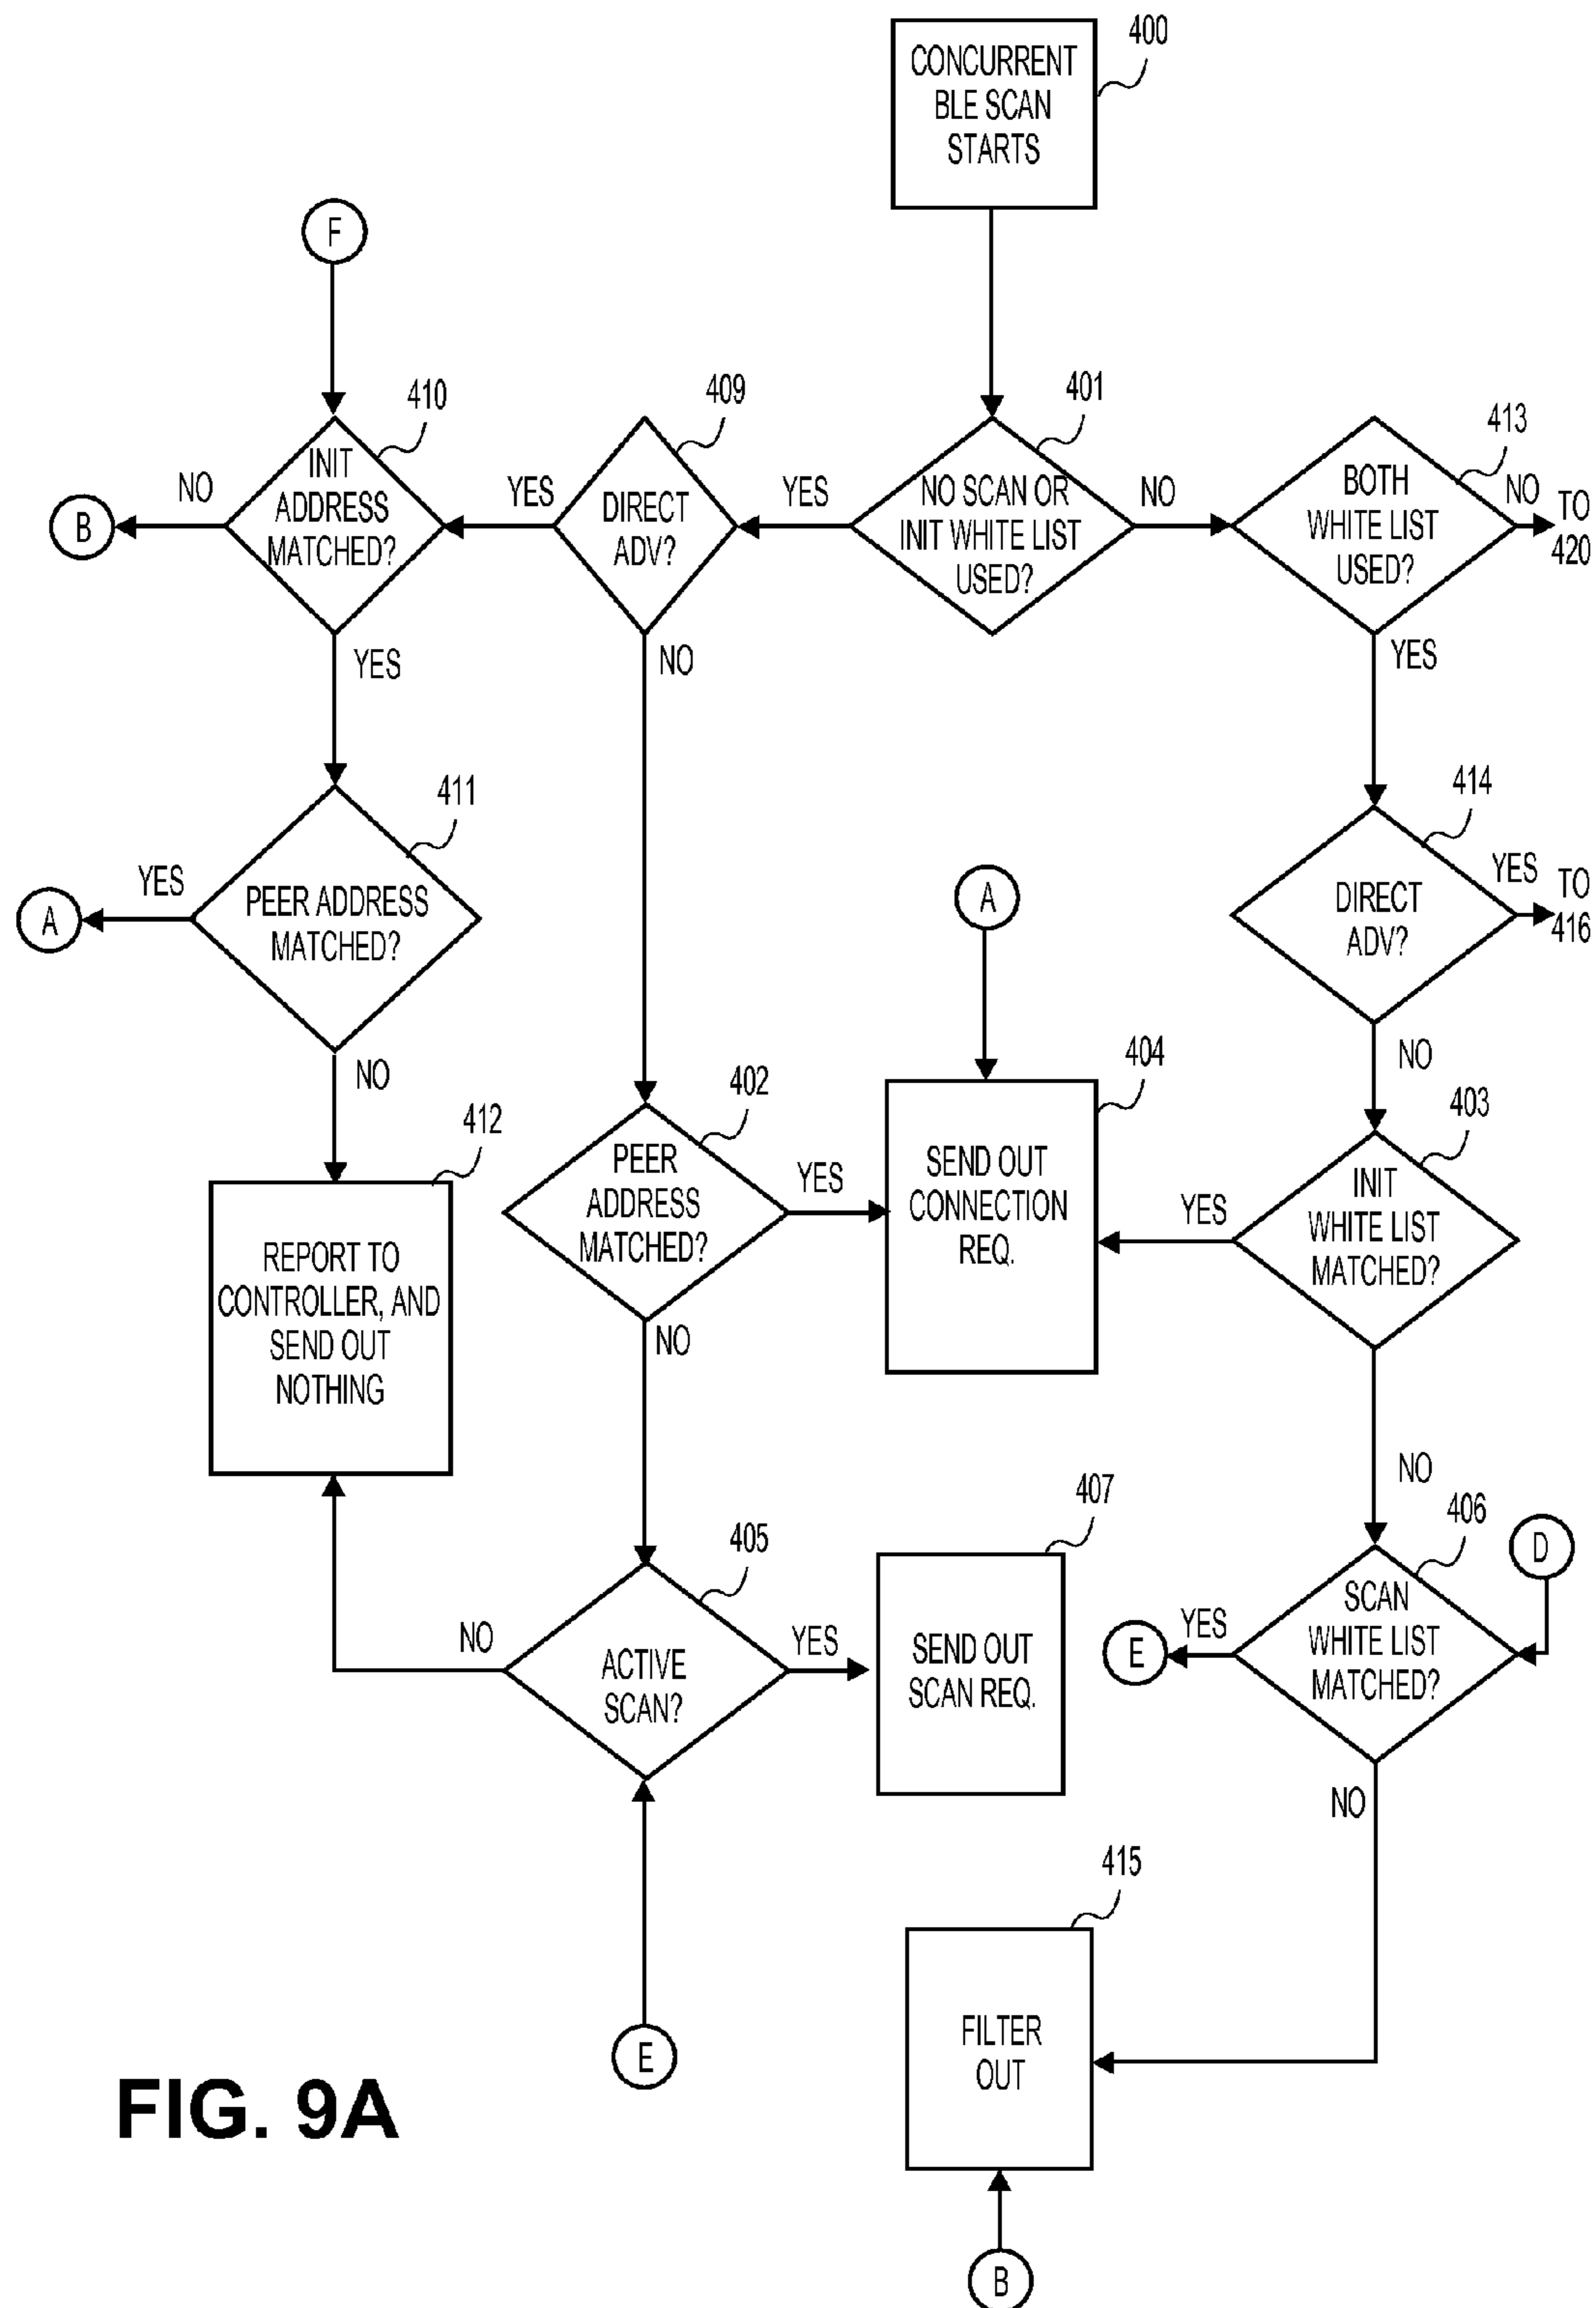 400
CONCURRENT
BLE SCAN
STARTS
F
410
INIT
ADDRESS
MATCHED?
NO
B
YES
409
DIRECT
ADV?
YES
NO
401
NO SCAN OR
INIT WHITE LIST
USED?
YES
NO
413
BOTH
WHITE LIST
USED?
NO
TO
420
YES
411
PEER ADDRESS
MATCHED?
YES
A
NO
414
DIRECT
ADV?
YES
TO
416
NO
A
404
SEND OUT
CONNECTION
REQ.
402
PEER
ADDRESS
MATCHED?
YES
NO
403
INIT
WHITE LIST
MATCHED?
YES
NO
412
REPORT TO
CONTROLLER, AND
SEND OUT
NOTHING
405
ACTIVE
SCAN?
NO
YES
407
SEND OUT
SCAN REQ.
406
SCAN
WHITE LIST
MATCHED?
D
YES
E
NO
415
FILTER
OUT
E
B
FIG. 9A